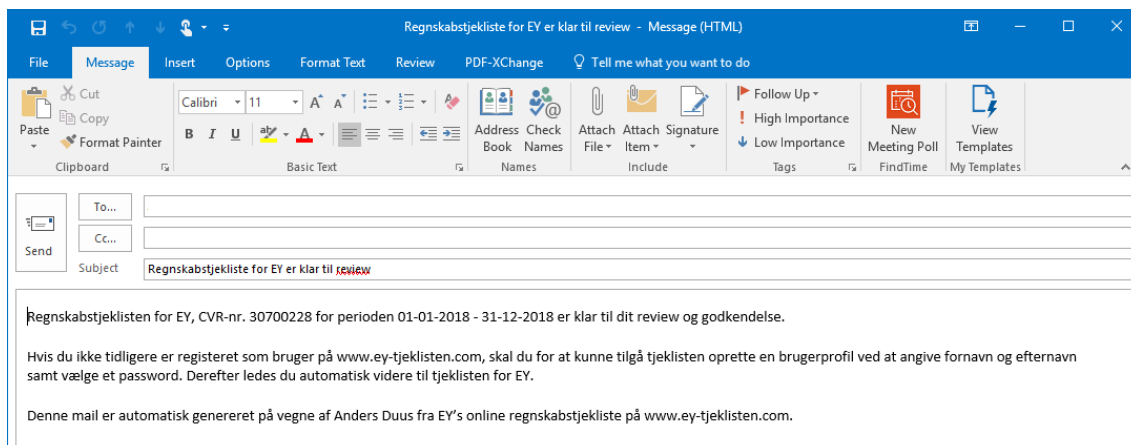 Regnskabstjekliste for EY er klar til review - Message (HTML)
File Message Insert Options Format Text Review PDF-XChange Tell me what you want to do
Paste
Cut
Copy
Format Painter
Clipboard
Calibri 11
B I U
Basic Text
Address Book
Check Names
Names
Attach File
Attach Item
Signature
Include
Follow Up
High Importance
Low Importance
Tags
New Meeting Poll
FindTime
View Templates
My Templates
Send
To...
Cc...
Subject Regnskabstjekliste for EY er klar til review
Regnskabstjeklisten for EY, CVR-nr. 30700228 for perioden 01-01-2018 - 31-12-2018 er klar til dit review og godkendelse.
Hvis du ikke tidligere er registeret som bruger på www.ey-tjeklisten.com, skal du for at kunne tilgå tjeklisten oprette en brugerprofil ved at angive fornavn og efternavn
samt vælge et password. Derefter ledes du automatisk videre til tjeklisten for EY.
Denne mail er automatisk genereret på vegne af Anders Duus fra EY's online regnskabstjekliste på www.ey-tjeklisten.com.